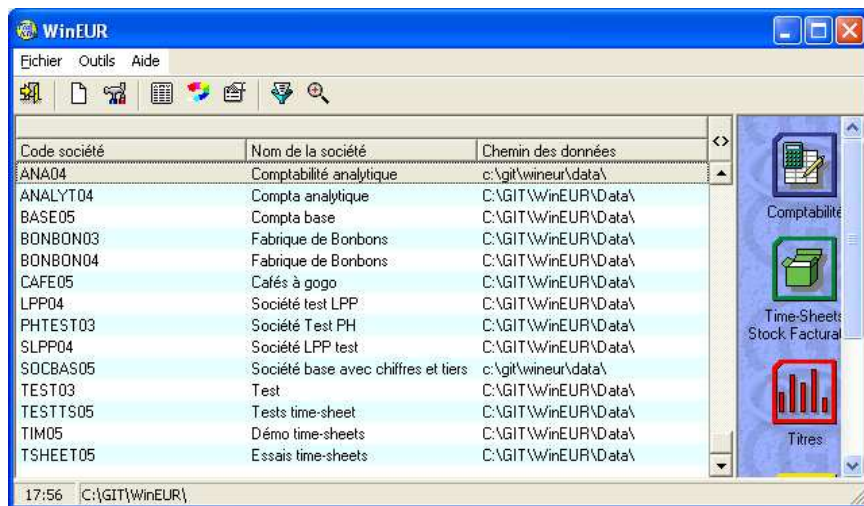 WinEUR
Fichier Outils Aide
<>
Code société Nom de la société Chemin des données
ANA04 Comptabilité analytique c:\git\wineur\data\
ANALYT04 Compta analytique C:\GIT\WinEUR\Data\
BASE05 Compta base C:\GIT\WinEUR\Data\
BONBON03 Fabrique de Bonbons C:\GIT\WinEUR\Data\
BONBON04 Fabrique de Bonbons C:\GIT\WinEUR\Data\
CAFE05 Cafés à gogo C:\GIT\WinEUR\Data\
LPP04 Société test LPP C:\GIT\WinEUR\Data\
PHTEST03 Société Test PH C:\GIT\WinEUR\Data\
SLPP04 Société LPP test C:\GIT\WinEUR\Data\
SOCBAS05 Société base avec chiffres et tiers c:\git\wineur\data\
TEST03 Test C:\GIT\WinEUR\Data\
TESTTS05 Tests time-sheet C:\GIT\WinEUR\Data\
TIM05 Démo time-sheets C:\GIT\WinEUR\Data\
TSHEET05 Essais time-sheets C:\GIT\WinEUR\Data\
Comptabilité
Time-Sheets
Stock Facturat
Titres
17:56 C:\GIT\WinEUR\